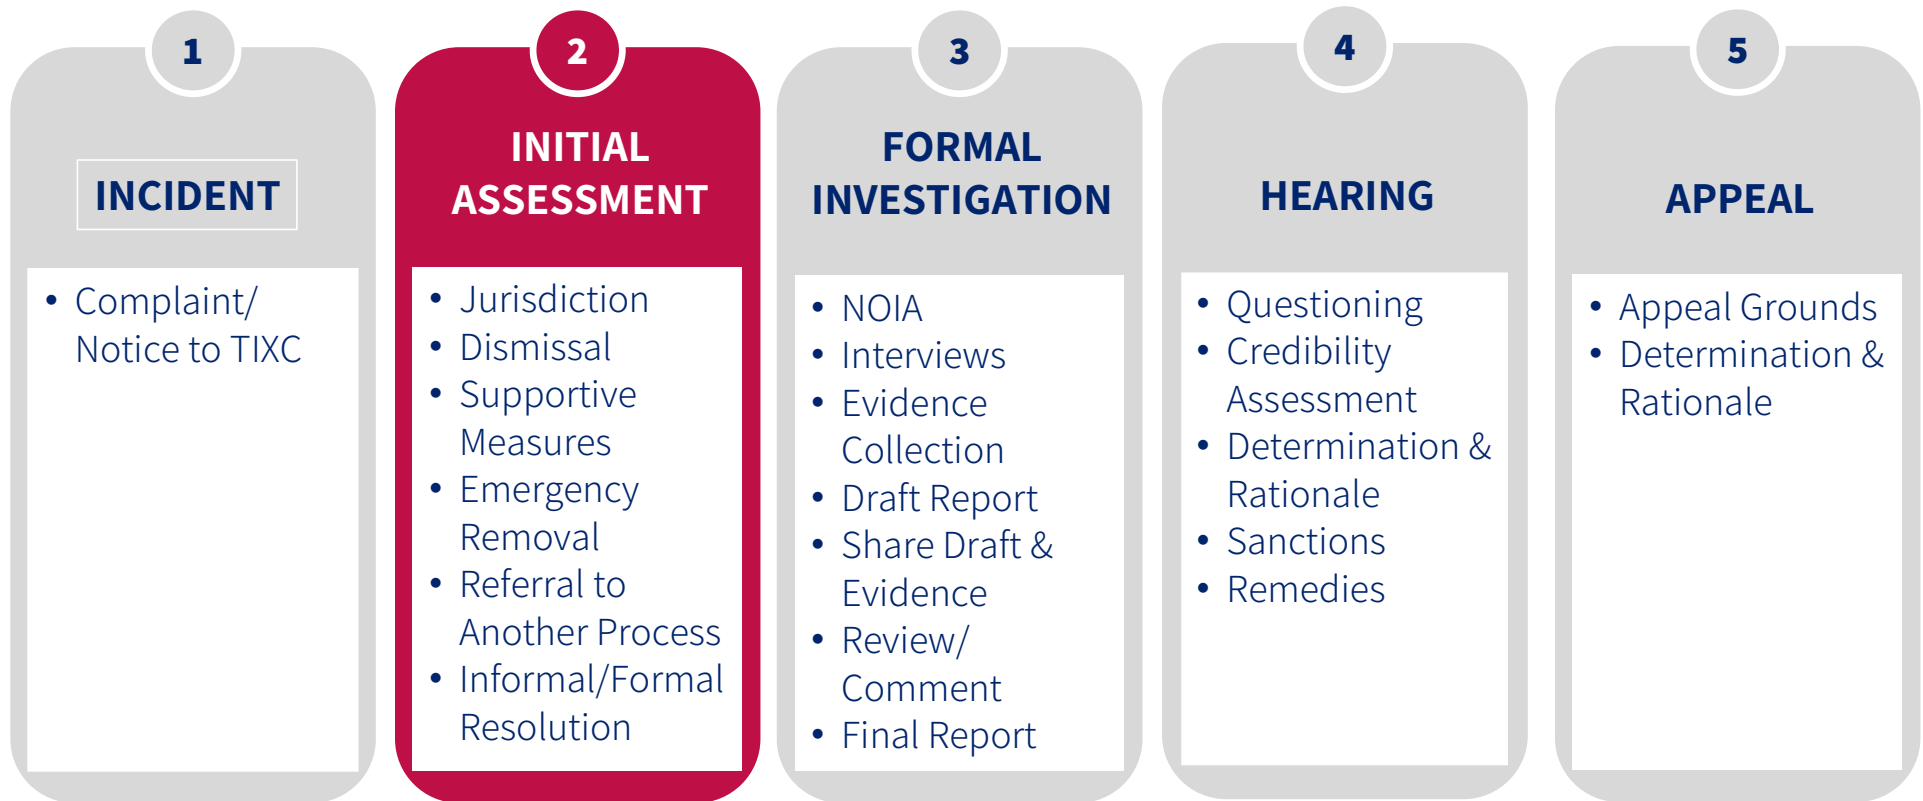 1
INCIDENT
• Complaint/
Notice to TIXC
2
INITIAL
ASSESSMENT
• Jurisdiction
• Dismissal
• Supportive
Measures
• Emergency
Removal
• Referral to
Another Process
• Informal/Formal
Resolution
3
FORMAL
INVESTIGATION
• NOIA
• Interviews
• Evidence
Collection
• Draft Report
• Share Draft &
Evidence
• Review/
Comment
• Final Report
4
HEARING
• Questioning
• Credibility
Assessment
• Determination &
Rationale
• Sanctions
• Remedies
5
APPEAL
• Appeal Grounds
• Determination &
Rationale